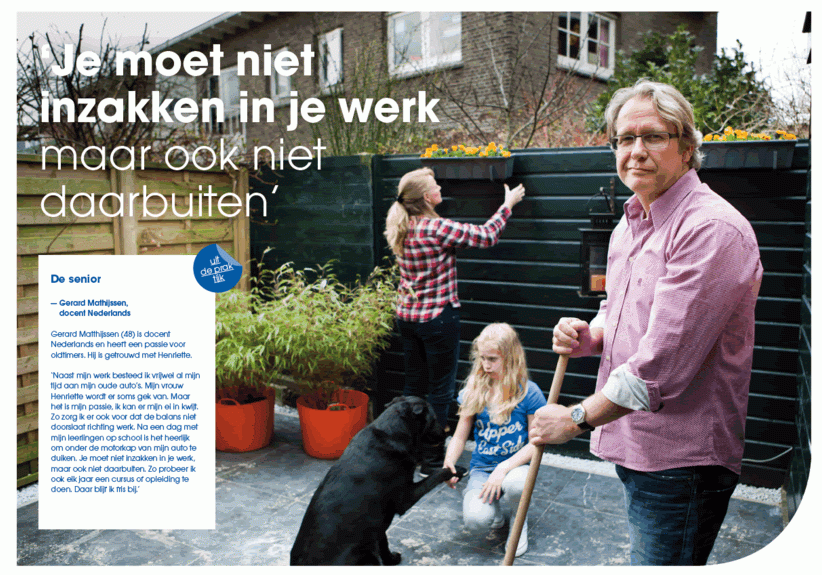 'Je moet niet
inzakken in je werk
maar ook niet
daarbuiten'
uit
de prak
tijk
De senior
— Gerard Mathijssen,
docent Nederlands
Gerard Matthijssen (48) is docent
Nederlands en heeft een passie voor
oldtimers. Hij is getrouwd met Henriette.
'Naast mijn werk besteed ik vrijwel al mijn
tijd aan mijn oude auto's. Mijn vrouw
Henriette wordt er soms gek van. Maar
het is mijn passie, ik kan er mijn ei in kwijt.
Zo zorg ik er ook voor dat de balans niet
doorslaat richting werk. Na een dag met
mijn leerlingen op school is het heerlijk
om onder de motorkap van mijn auto te
duiken. Je moet niet inzakken in je werk,
maar ook niet daarbuiten. Zo probeer ik
ook elk jaar een cursus of opleiding te
doen. Daar blijf ik fris bij.'
Upper
East Side